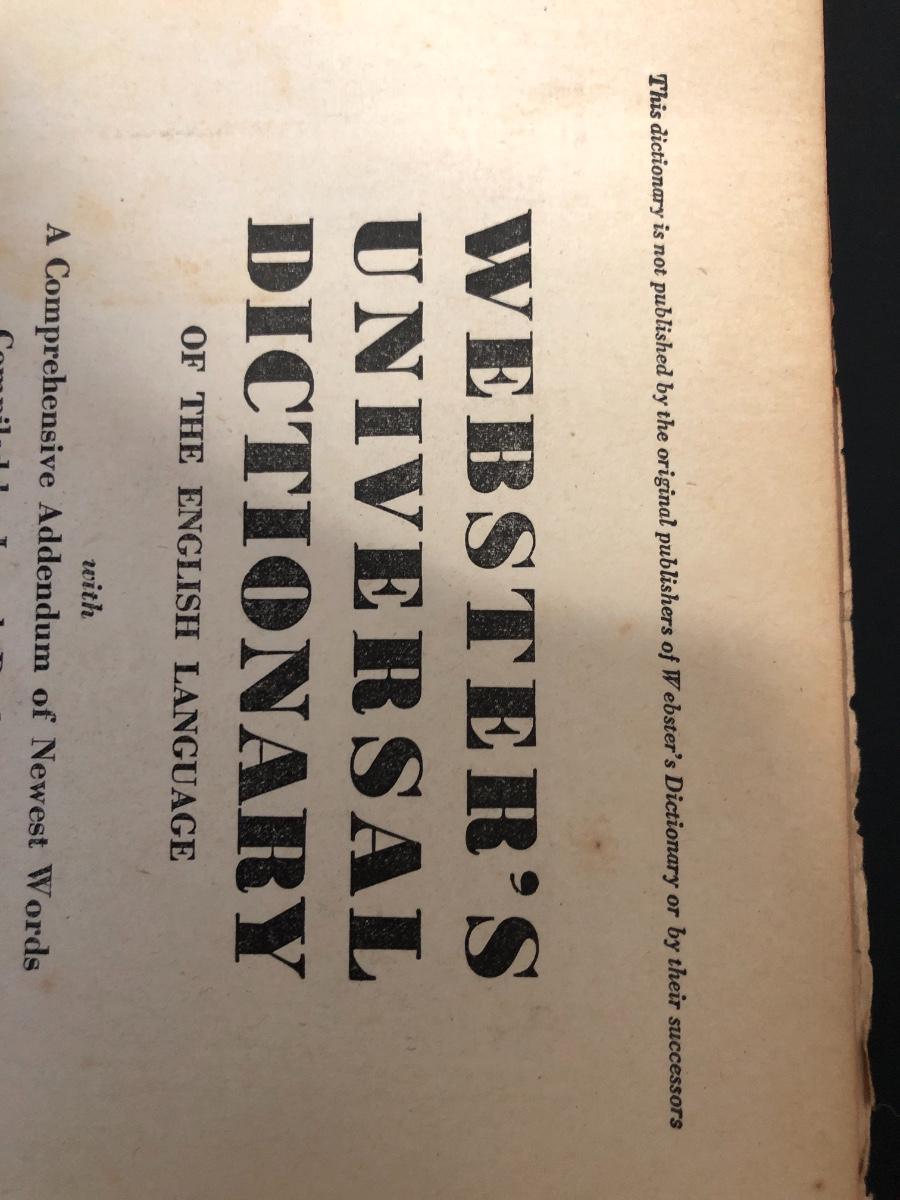 This dictionary is not published by the original publishers of Webster's Dictionary or by their successors
WEBSTER'S
UNIVERSAL
DICTIONARY
OF THE ENGLISH LANGUAGE
with
A Comprehensive Addendum of Newest Words